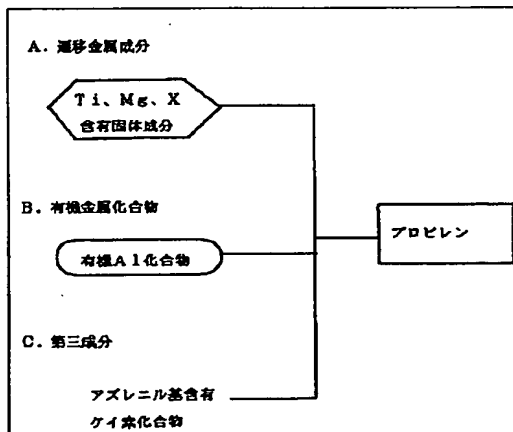 A．遷移金属成分
Ti、Mg、X
含有固体成分
B．有機金属化合物
有機Al化合物
プロピレン
C．第三成分
アズレニル基含有
ケイ素化合物